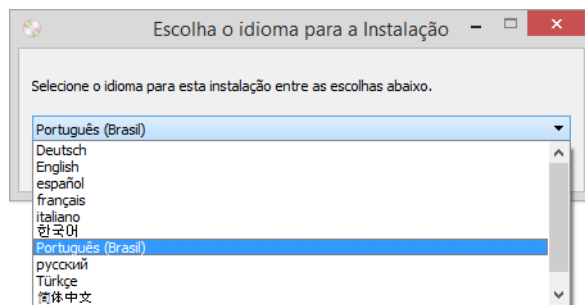 Escolha o idioma para a Instalação
Selecione o idioma para esta instalação entre as escolhas abaixo.
Português (Brasil)
Deutsch
English
español
français
italiano
한국어
Português (Brasil)
русский
Türkçe
简体中文